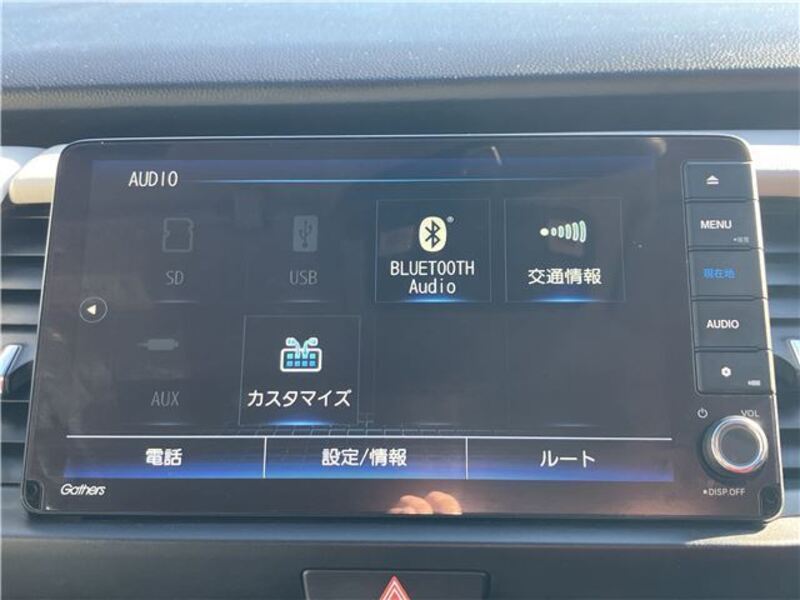 AUDIO
SD
USB
BLUETOOTH
Audio
交通情報
AUX
カスタマイズ
電話
設定/情報
ルート
Gathers
MENU
現在地
AUDIO
VOL
DISP.OFF